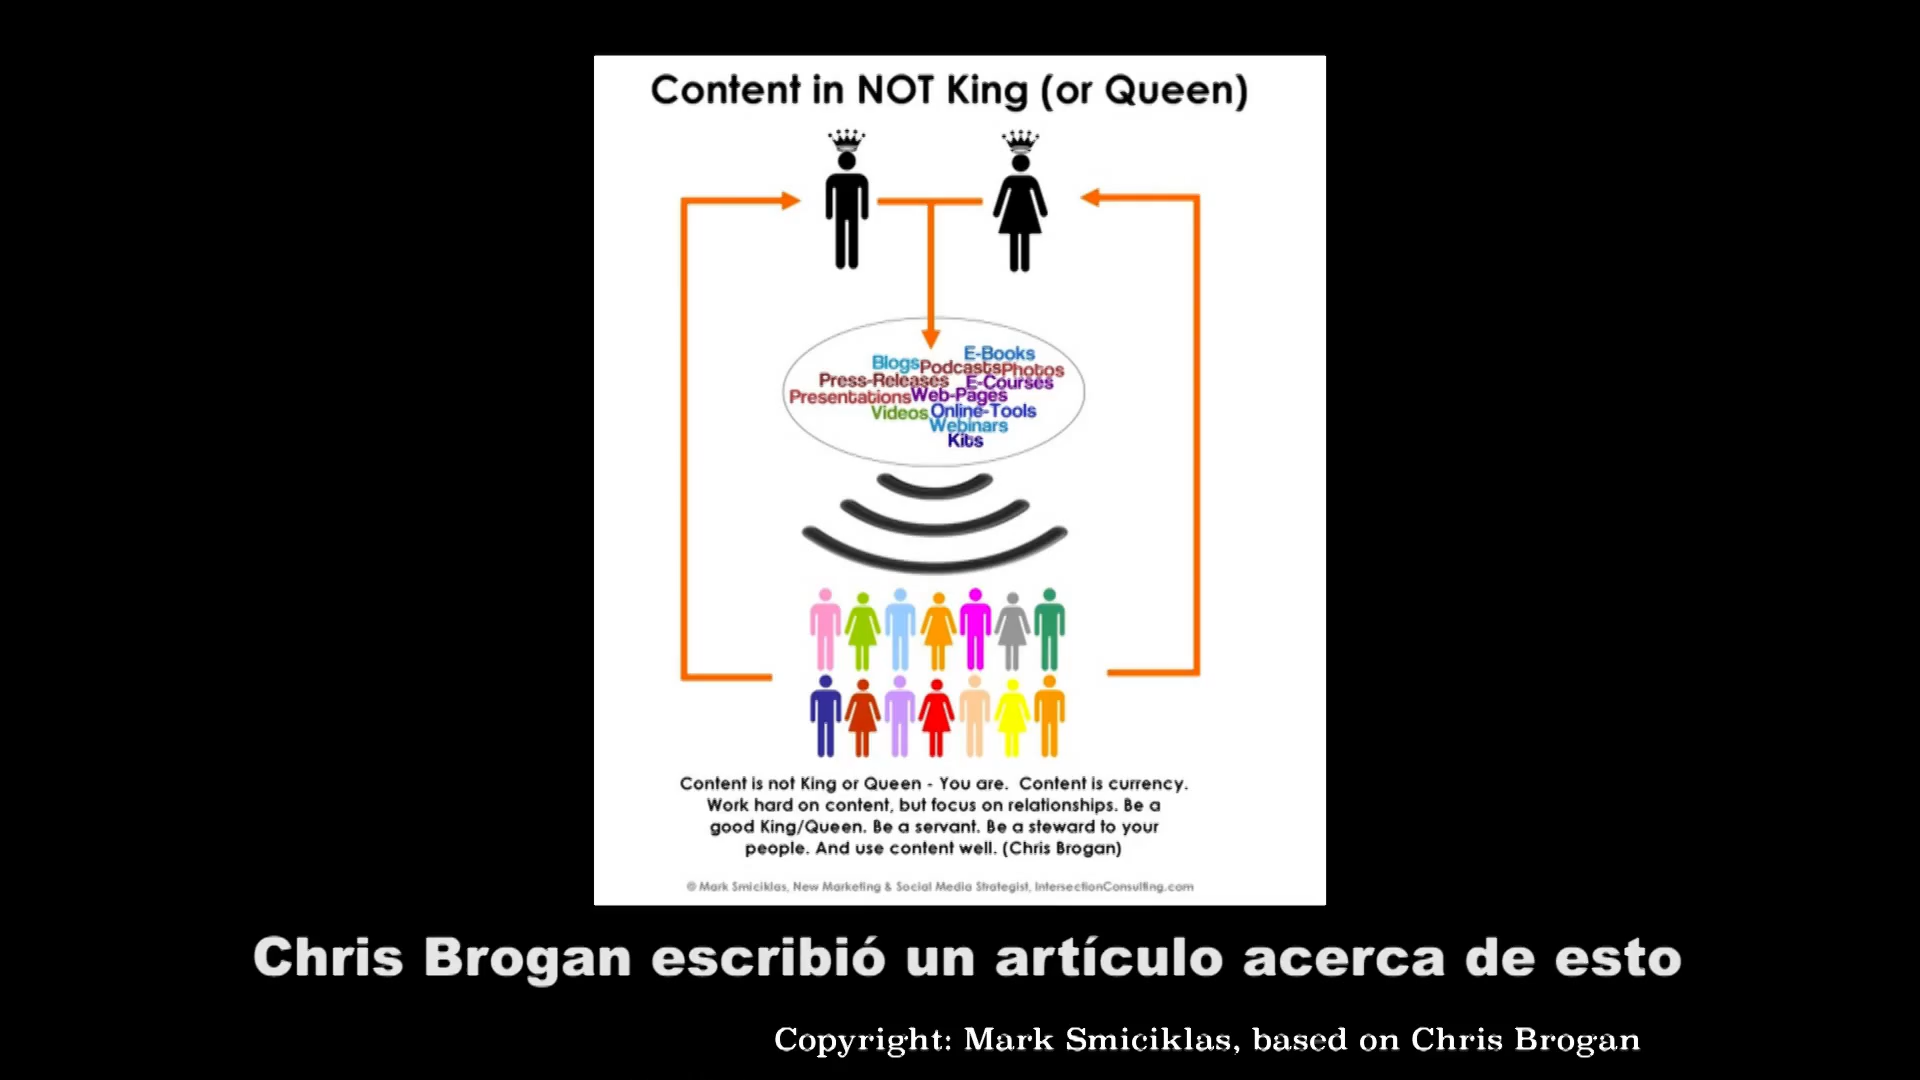 Content in NOT King (or Queen)
E-Books
Blogs Podcasts Photos
Press-Releases E-Courses
Presentations Web-Pages
Videos Online-Tools
Webinars
Kits
Content is not King or Queen - You are. Content is currency.
Work hard on content, but focus on relationships. Be a
good King/Queen. Be a servant. Be a steward to your
people. And use content well. (Chris Brogan)
© Mark Smiciklas, New Marketing & Social Media Strategist, IntersectionConsulting.com
Chris Brogan escribió un artículo acerca de esto
Copyright: Mark Smiciklas, based on Chris Brogan